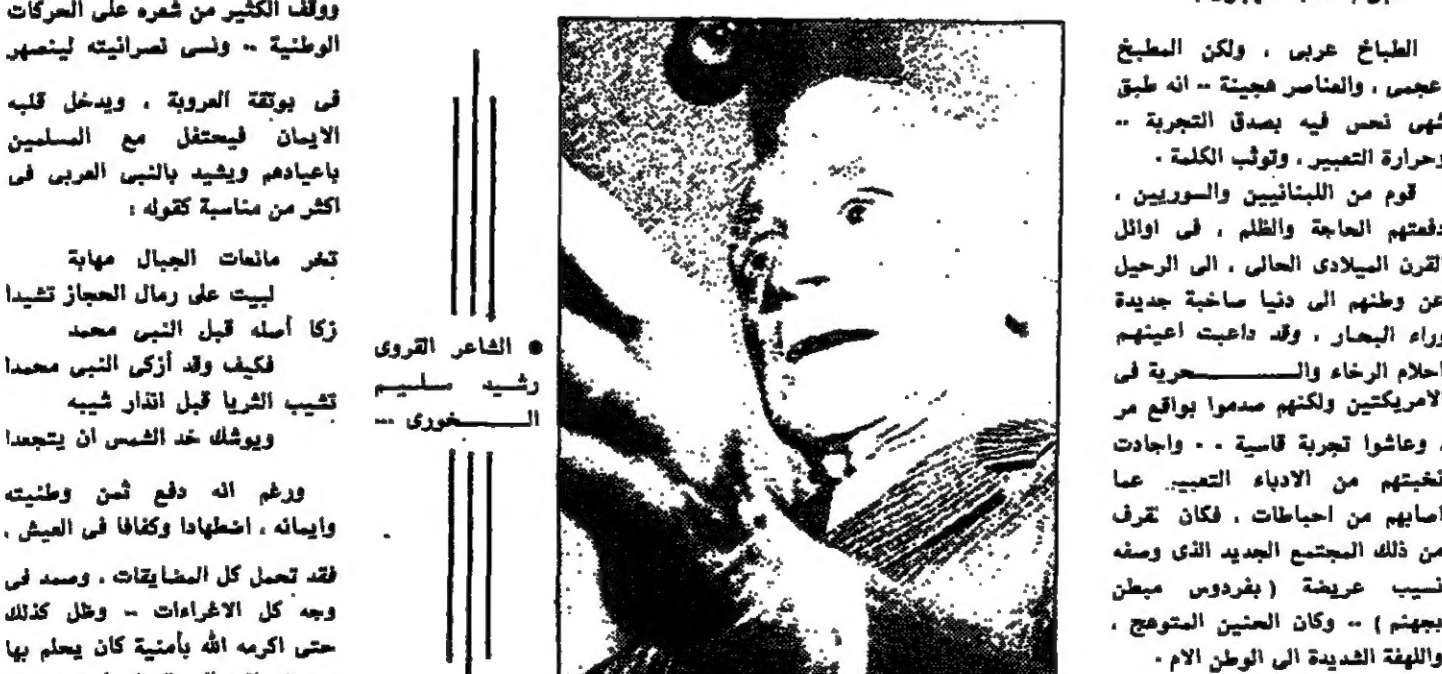 الطباخ عربى ، ولكن المطبخ
عجمى ، والعناصر هجينة .. انه طبق
شهى نحس فيه بصدق التجربة ..
وحرارة التعبير ، وتوثب الكلمة .
قوم من اللبنانيين والسوريين ،
دفعتهم الحاجة والظلم ، فى اوائل
القرن الميلادى الحالى ، الى الرحيل
عن وطنهم الى دنيا صاخبة جديدة
وراء البحار ، وقد داعبت اعينهم
احلام الرخاء والحرية فى
الامريكتين ولكنهم صدموا بواقع مر
، وعاشوا تجربة قاسية . . واجادت
نخبتهم من الادباء التعبير عما
اصابهم من احباطات ، فكان
من ذلك المجتمع الجديد الذى وصفه
نسيب عريضة ( بفردوس مبطن
بجهنم ) .. وكان الحنين المتوهج ،
واللهفة الشديدة الى الوطن الام .
● الشاعر القروى
رشيد سليم
الخورى ...
ووقف الكثير من شعره على الحركات
الوطنية .. ونسى نصرانيته لينصهر
فى بوتقة العروبة ، ويدخل قلبه
الايمان فيحتفل مع المسلمين
باعيادهم ويشيد بالنبى العربى فى
اكثر من مناسبة كقوله :
تخر مانعات الجبال مهابة
لبيت على رمال الحجاز تشيدا
زكا أصله قبل النبى محمد
فكيف وقد أزكى النبى محمدا
تشيب الثريا قبل انذار شيبه
ويوشك خد الشمس ان يتجعدا
ورغم انه دفع ثمن وطنيته
وايمانه ، اضطهادا وكفافا فى العيش ،
فقد تحمل كل المضايقات ، وصمد فى
وجه كل الاغراءات .. وظل كذلك
حتى اكرمه الله بأمنية كان يحلم بها